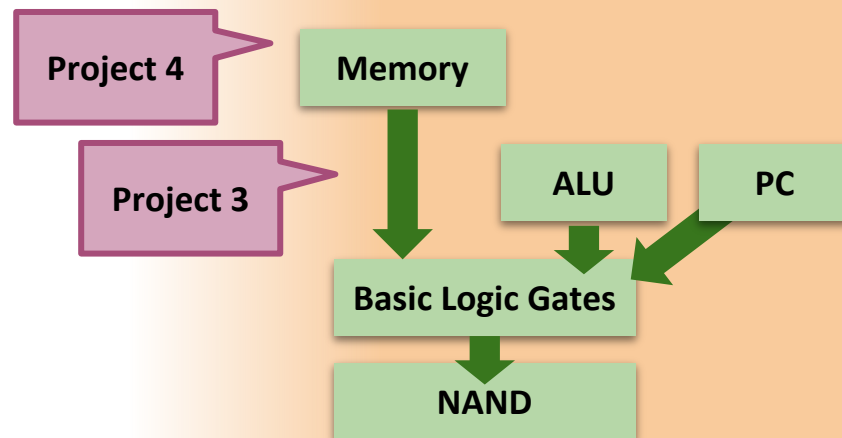 Project 4
Memory
Project 3
ALU
PC
Basic Logic Gates
NAND